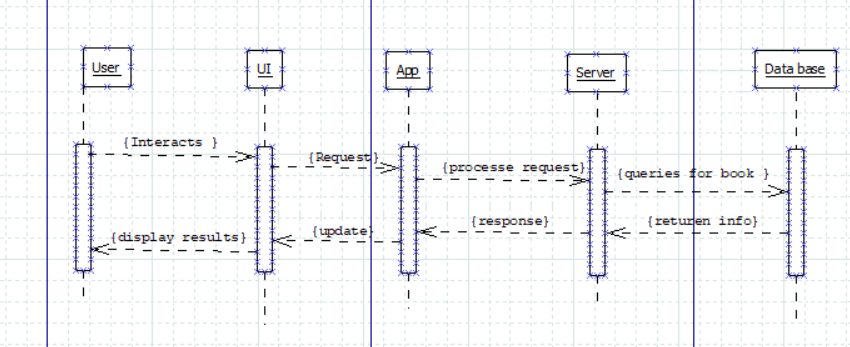 User
UI
App
Server
Data base
{Interacts }
{Request}
{processe request}
{queries for book }
{display results}
{update}
{response}
{returen info}